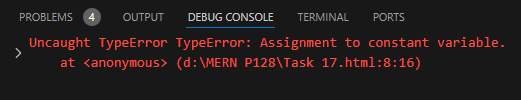 PROBLEMS 4 OUTPUT DEBUG CONSOLE TERMINAL PORTS
Uncaught TypeError TypeError: Assignment to constant variable.
at <anonymous> (d:\MERN P128\Task 17.html:8:16)